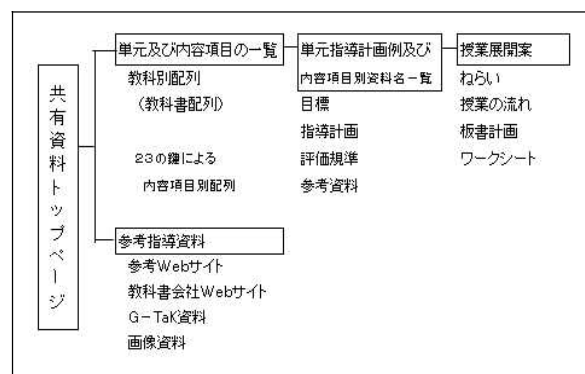 共有資料トップページ
単元及び内容項目の一覧
教科別配列
（教科書配列）
23の鍵による
内容項目別配列
単元指導計画例及び
内容項目別資料名一覧
目標
指導計画
評価規準
参考資料
授業展開案
ねらい
授業の流れ
板書計画
ワークシート
参考指導資料
参考Webサイト
教科書会社Webサイト
G－TaK資料
画像資料